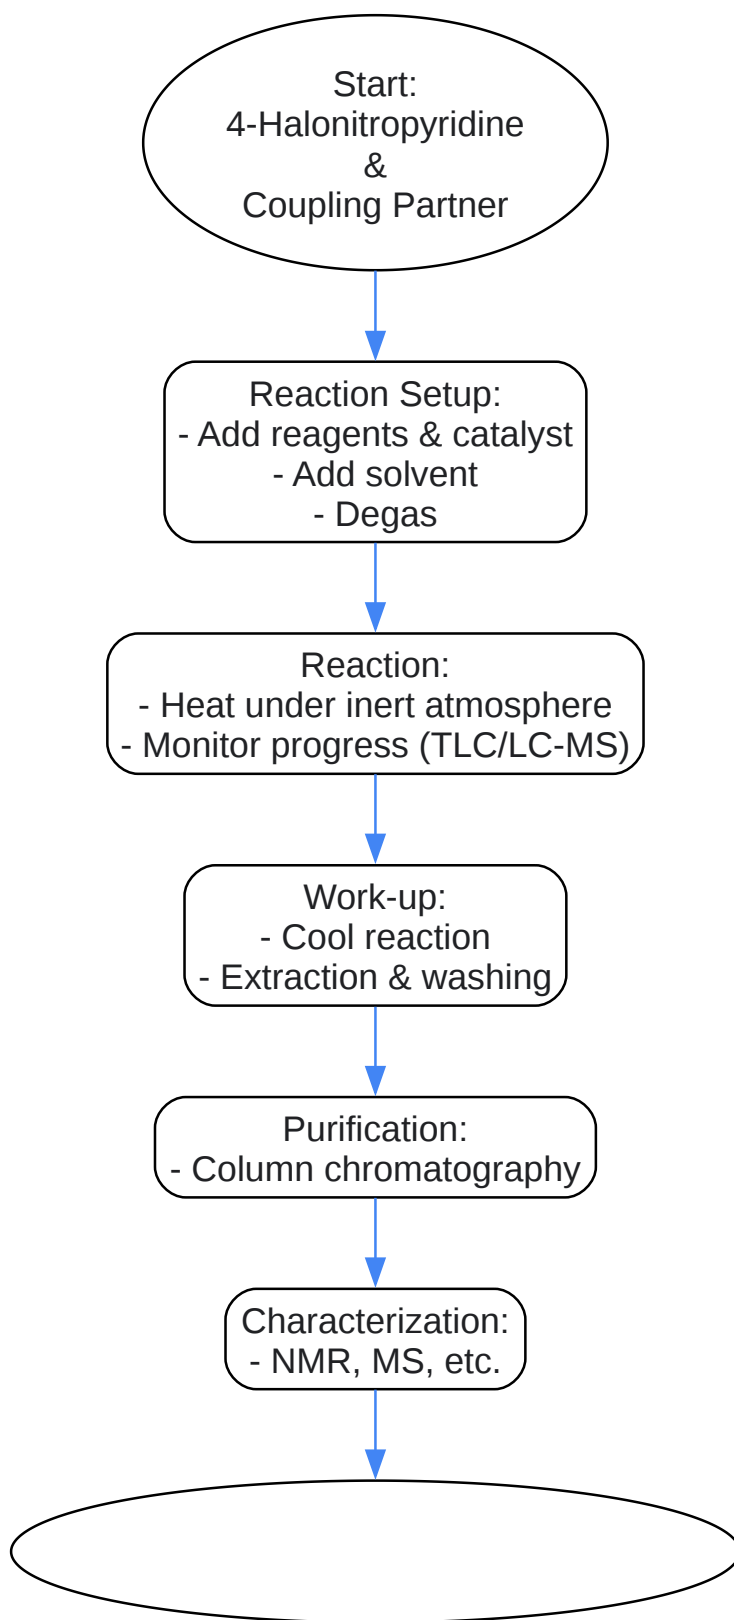 Start:
4-Halonitropyridine
&
Coupling Partner
Reaction Setup:
- Add reagents & catalyst
- Add solvent
- Degas
Reaction:
- Heat under inert atmosphere
- Monitor progress (TLC/LC-MS)
Work-up:
- Cool reaction
- Extraction & washing
Purification:
- Column chromatography
Characterization:
- NMR, MS, etc.